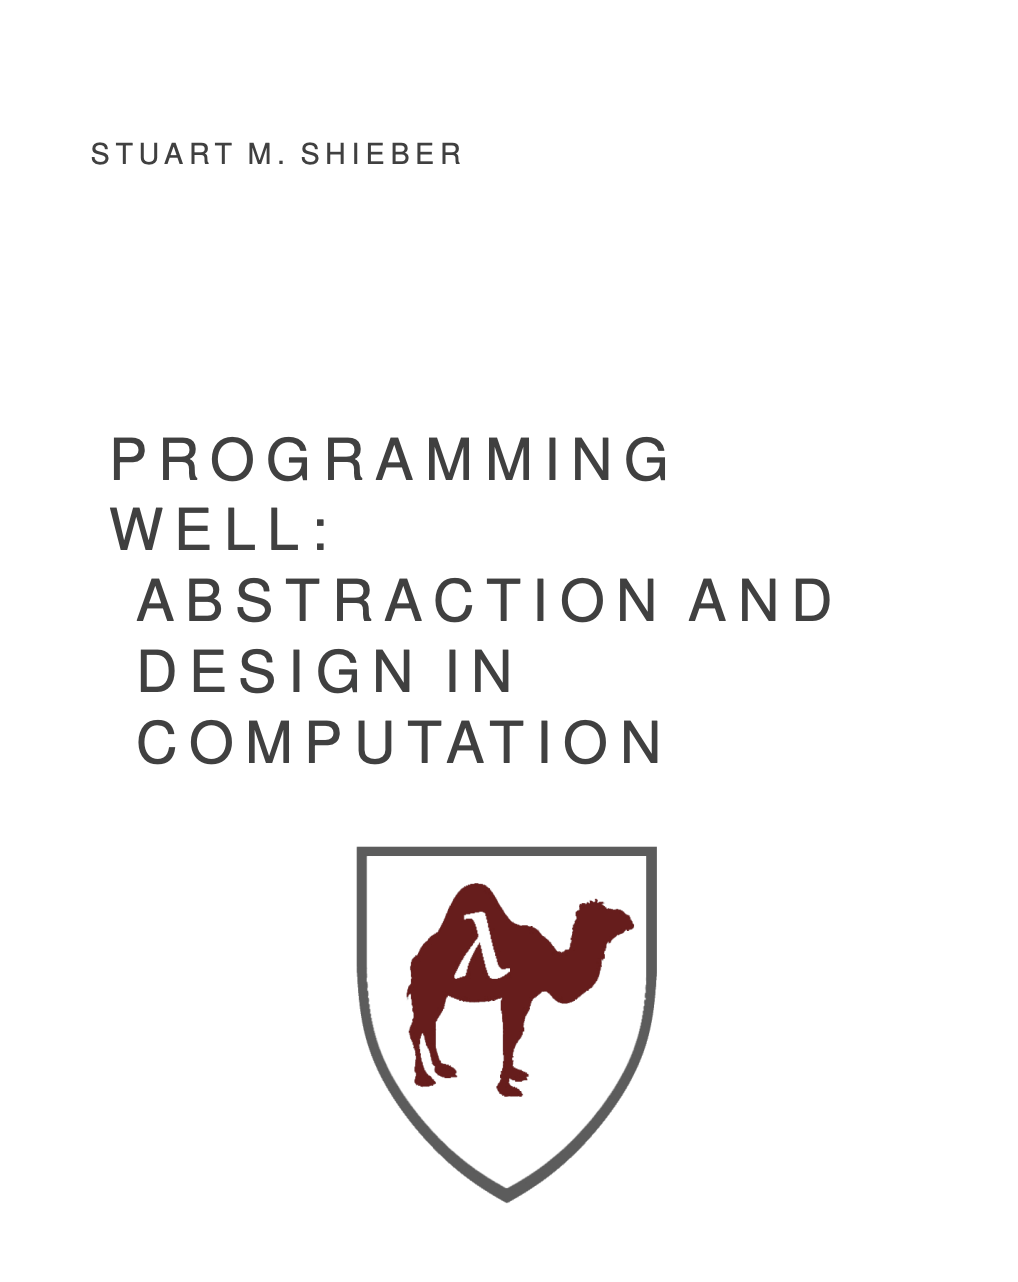 STUART M. SHIEBER
PROGRAMMING
WELL:
ABSTRACTION AND
DESIGN IN
COMPUTATION
λ